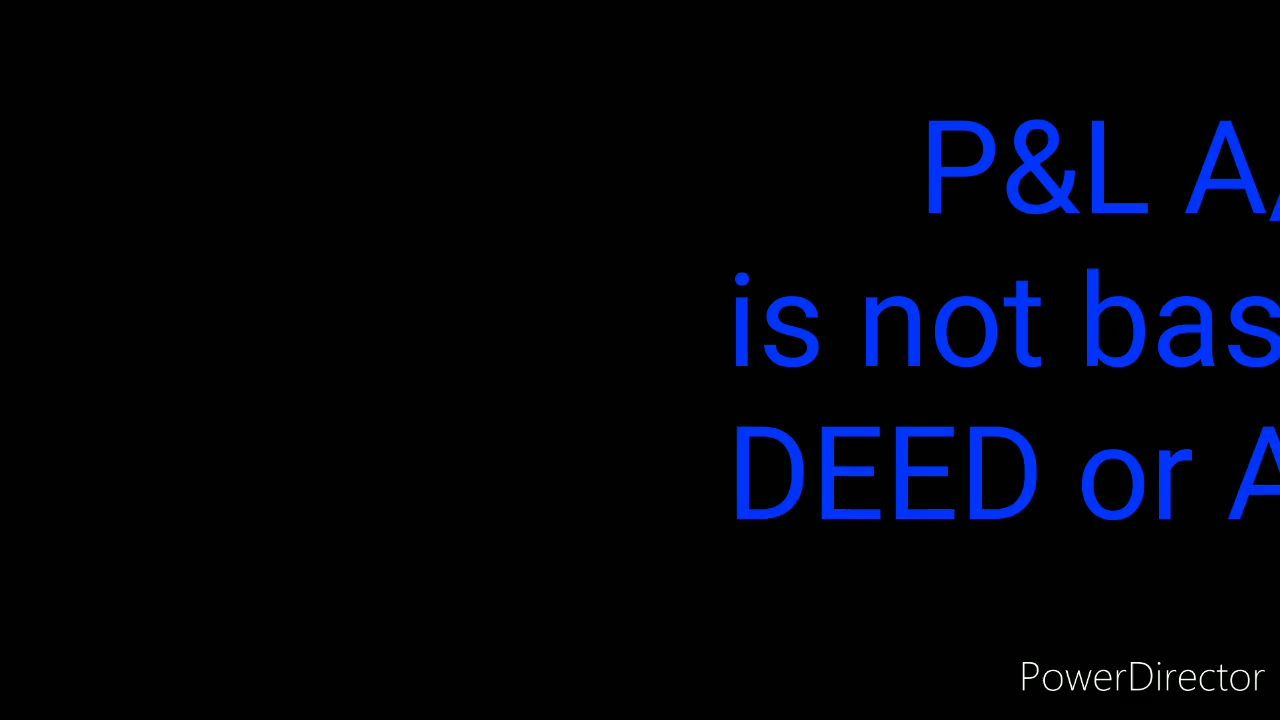 P&L A
is not bas
DEED or A
PowerDirector